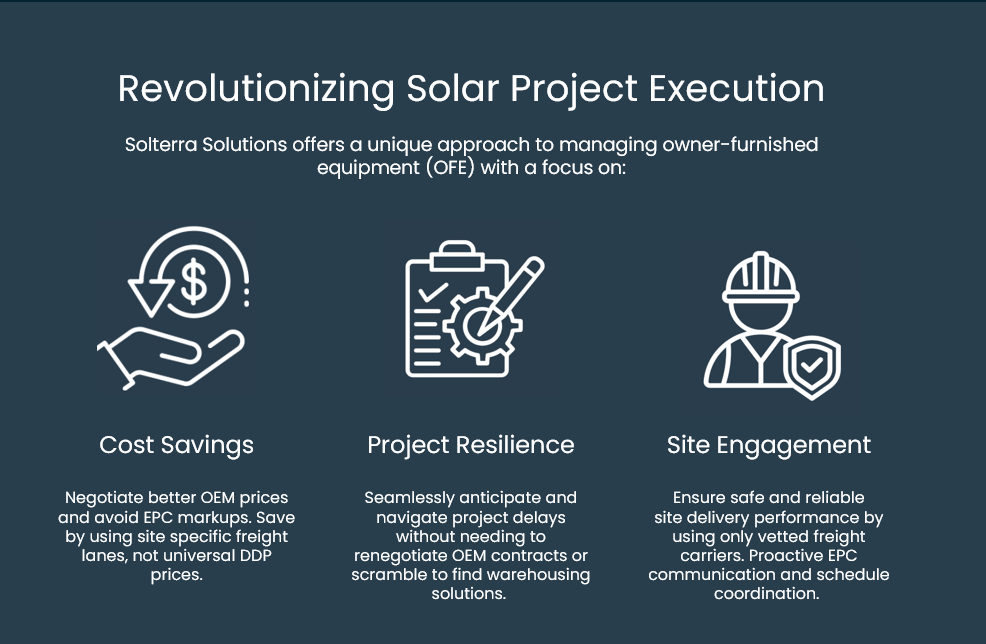 Revolutionizing Solar Project Execution
Solterra Solutions offers a unique approach to managing owner-furnished
equipment (OFE) with a focus on:
$
Cost Savings
Negotiate better OEM prices
and avoid EPC markups. Save
by using site specific freight
lanes, not universal DDP
prices.
Project Resilience
Seamlessly anticipate and
navigate project delays
without needing to
renegotiate OEM contracts or
scramble to find warehousing
solutions.
Site Engagement
Ensure safe and reliable
site delivery performance by
using only vetted freight
carriers. Proactive EPC
communication and schedule
coordination.